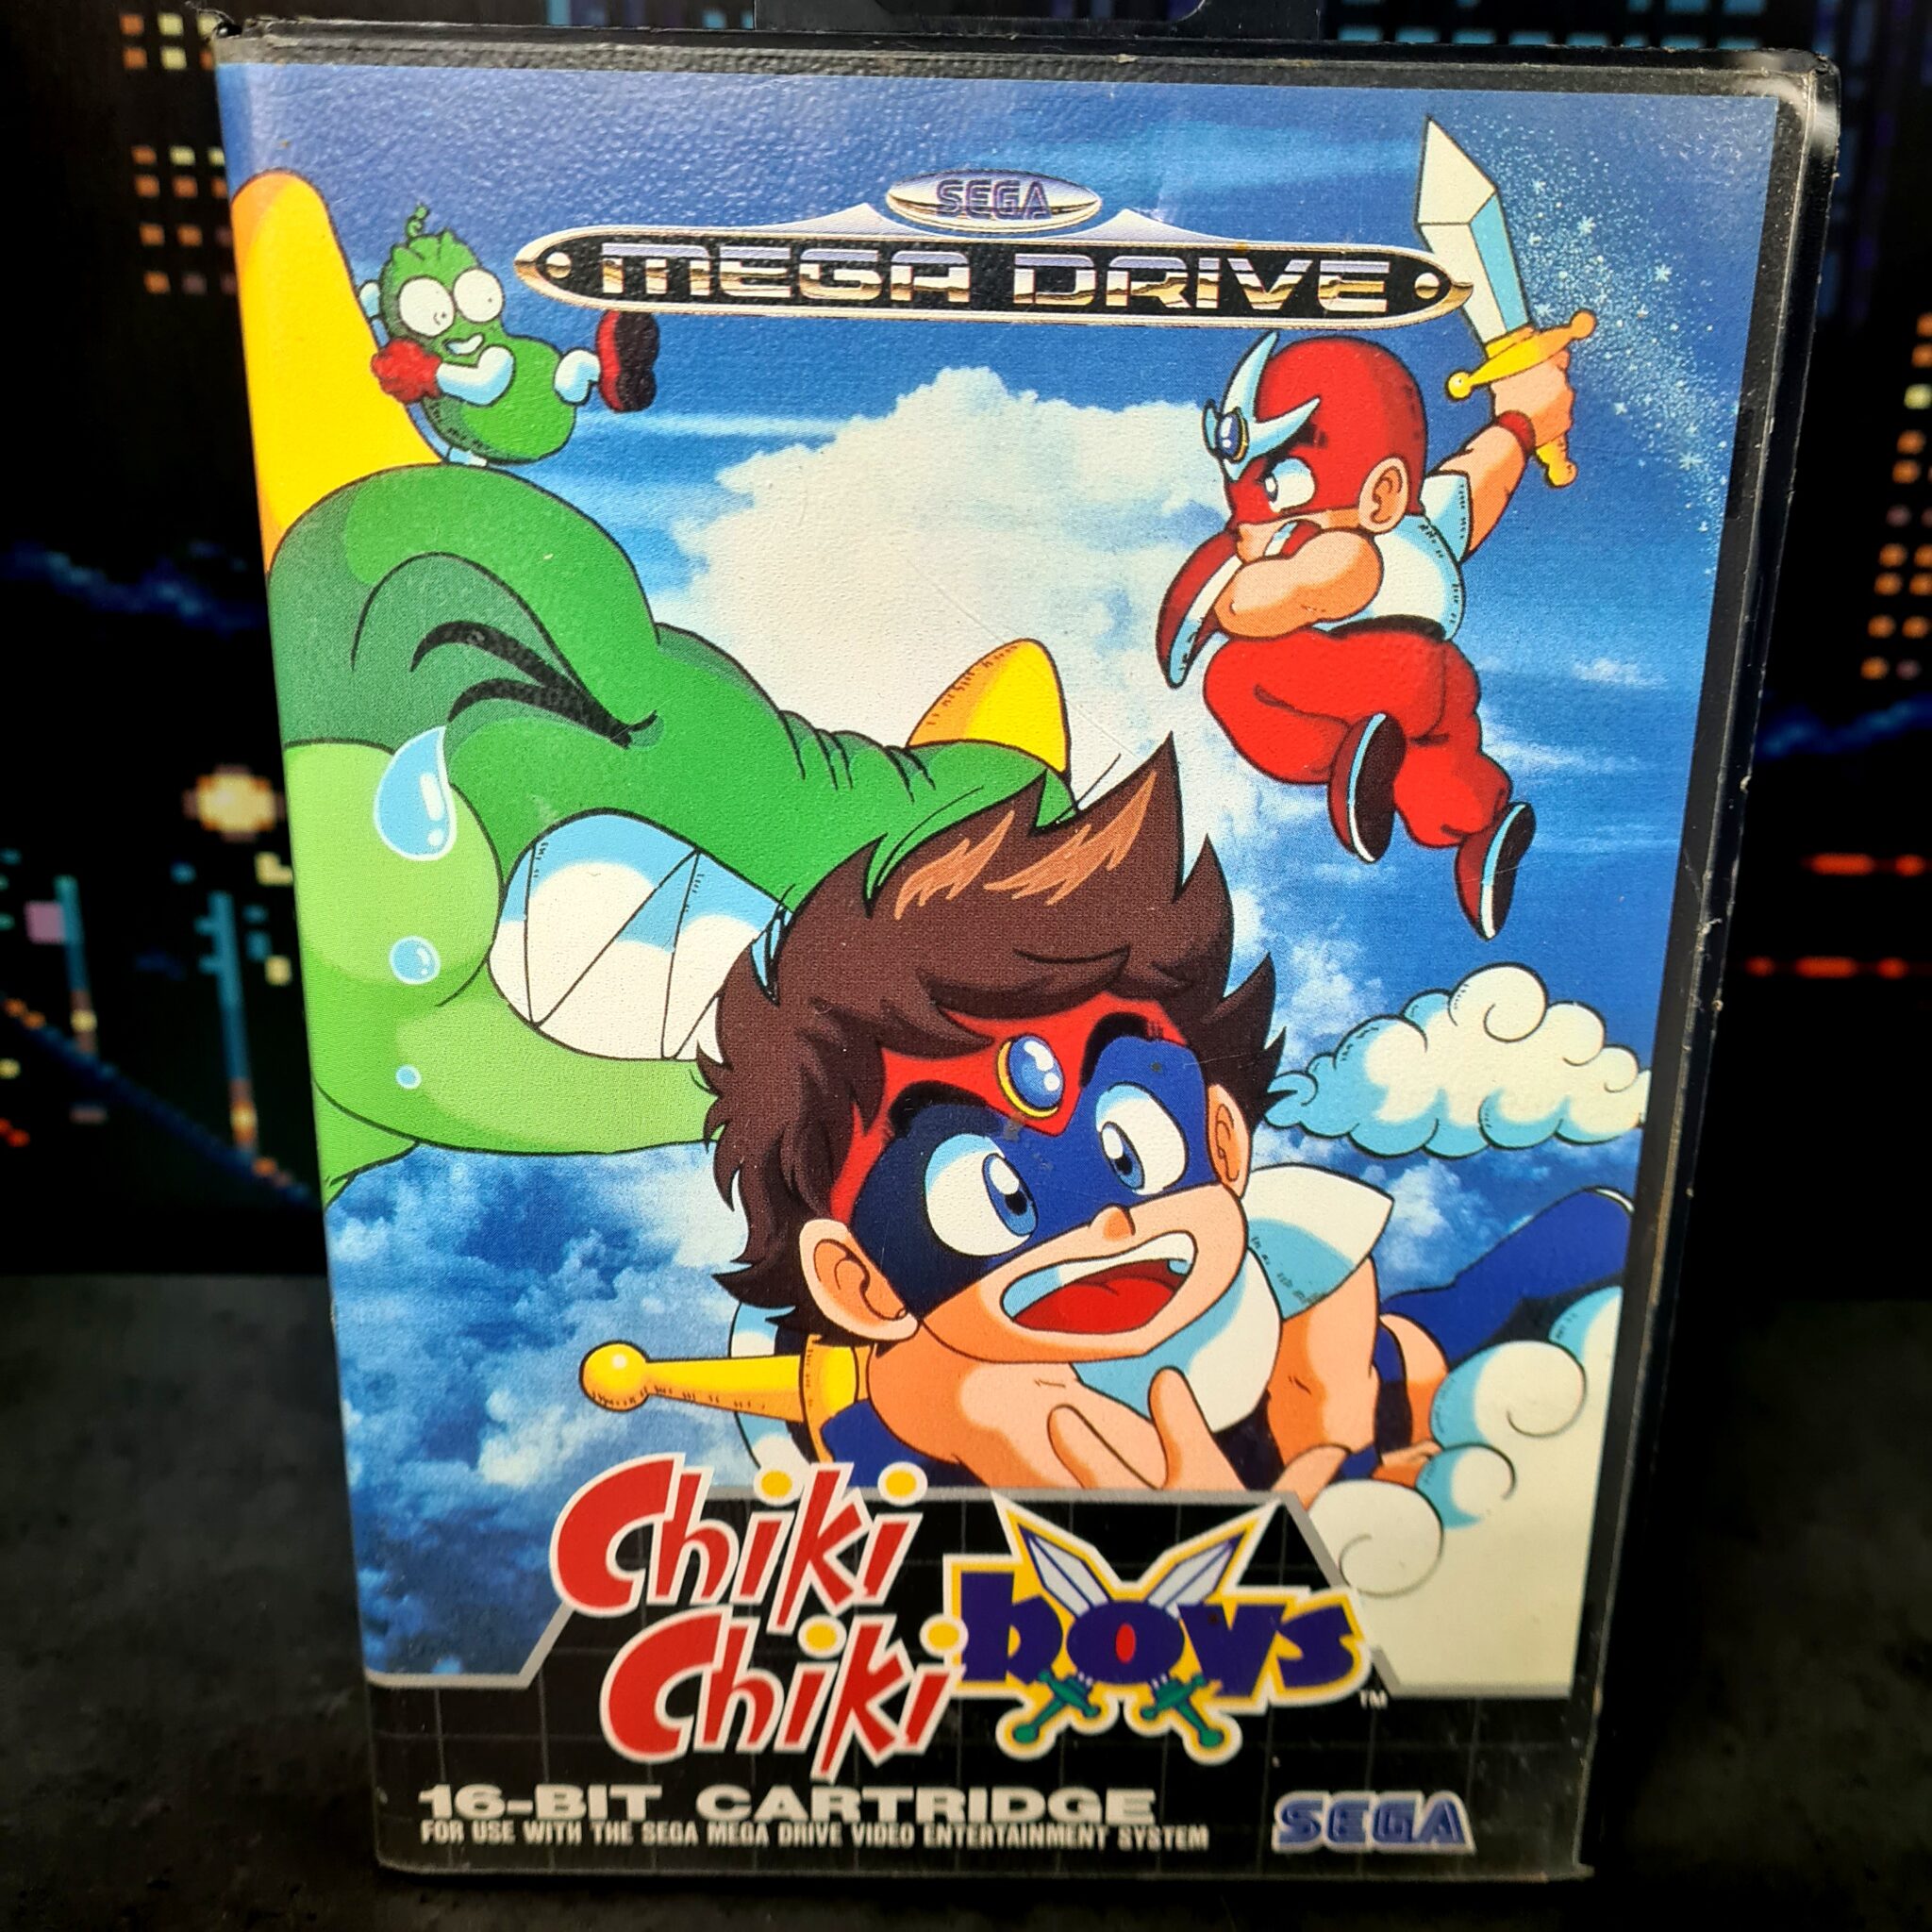 SEGA
MEGA DRIVE
Chiki
Chiki
boys
TM
16-BIT CARTRIDGE
FOR USE WITH THE SEGA MEGA DRIVE VIDEO ENTERTAINMENT SYSTEM
SEGA